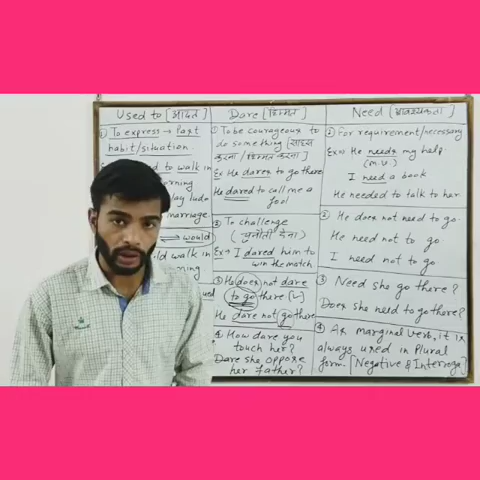 Used to [आदत]
① To express → Past
habit/situation.
to walk in
morning
play ludo
marriage.
⇒ would
walk in
Dare [हिम्मत]
① To be courageous to
do something [साहस
करना / हिम्मत करना]
Ex He dares to go there
He dared to call me a
fool
② To challenge
(चुनौती देना)
Ex → I dared him to
win the match
③ He does not dare
to go there [✓]
He dare not go there
④ How dare you
touch her?
Dare she oppose
her father?
Need [आवश्यकता]
① For requirement/necessary
Ex → He needs my help
(m.v.)
I need a book
He needed to talk to her
② He does not need to go.
He need not to go.
I need not to go
③ Need she go there?
Does she need to go there?
④ As marginal verb, it is
always used in Plural
form. [Negative & Interroga]